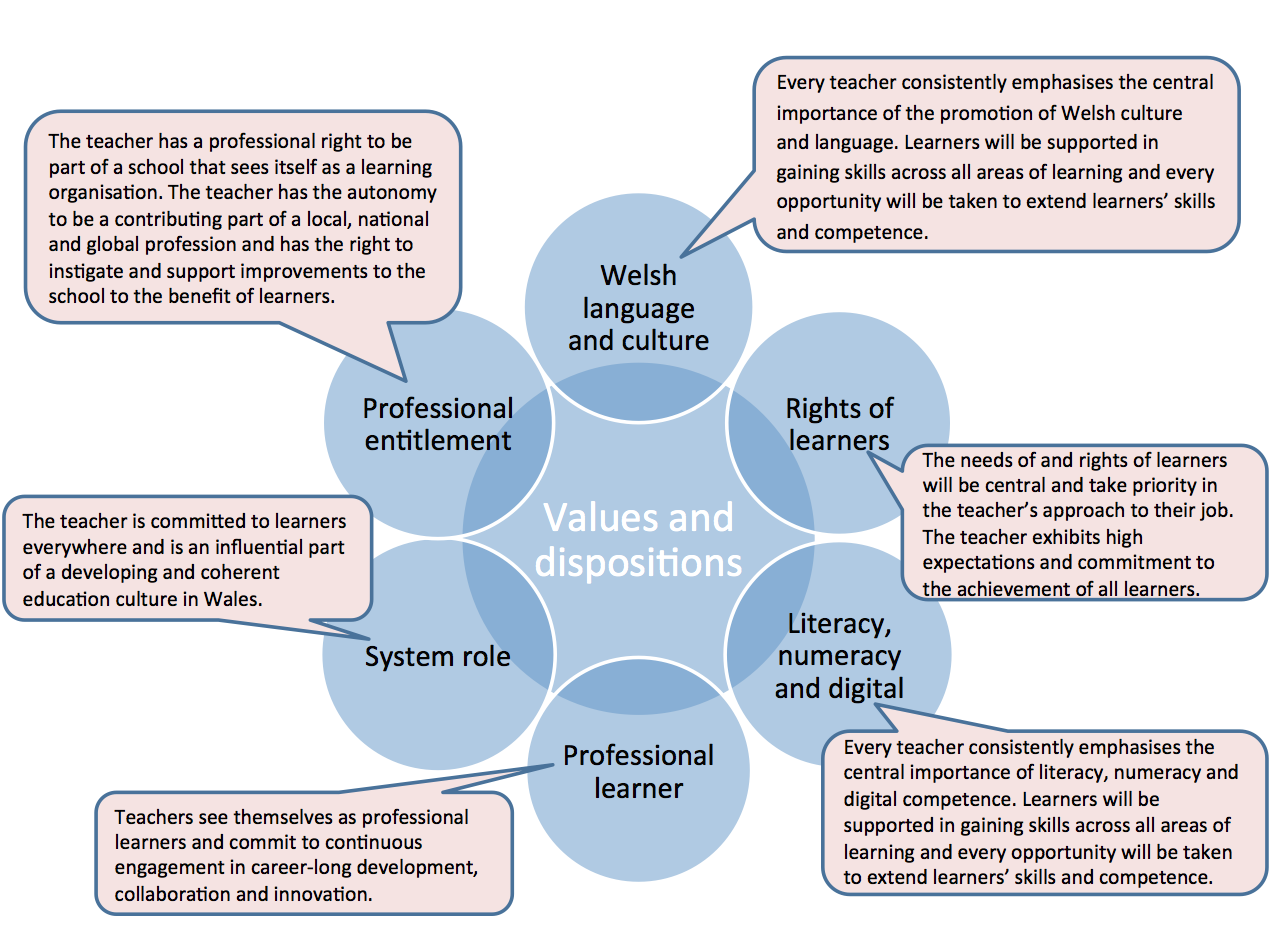 Every teacher consistently emphasises the central
importance of the promotion of Welsh culture
and language. Learners will be supported in
gaining skills across all areas of learning and every
opportunity will be taken to extend learners’ skills
and competence.
The teacher has a professional right to be
part of a school that sees itself as a learning
organisation. The teacher has the autonomy
to be a contributing part of a local, national
and global profession and has the right to
instigate and support improvements to the
school to the benefit of learners.
Welsh
language
and culture
Professional
entitlement
Rights of
learners
The needs of and rights of learners
will be central and take priority in
the teacher’s approach to their job.
The teacher exhibits high
expectations and commitment to
the achievement of all learners.
Values and
dispositions
The teacher is committed to learners
everywhere and is an influential part
of a developing and coherent
education culture in Wales.
System role
Literacy,
numeracy
and digital
Every teacher consistently emphasises the
central importance of literacy, numeracy and
digital competence. Learners will be
supported in gaining skills across all areas of
learning and every opportunity will be taken
to extend learners’ skills and competence.
Professional
learner
Teachers see themselves as professional
learners and commit to continuous
engagement in career-long development,
collaboration and innovation.